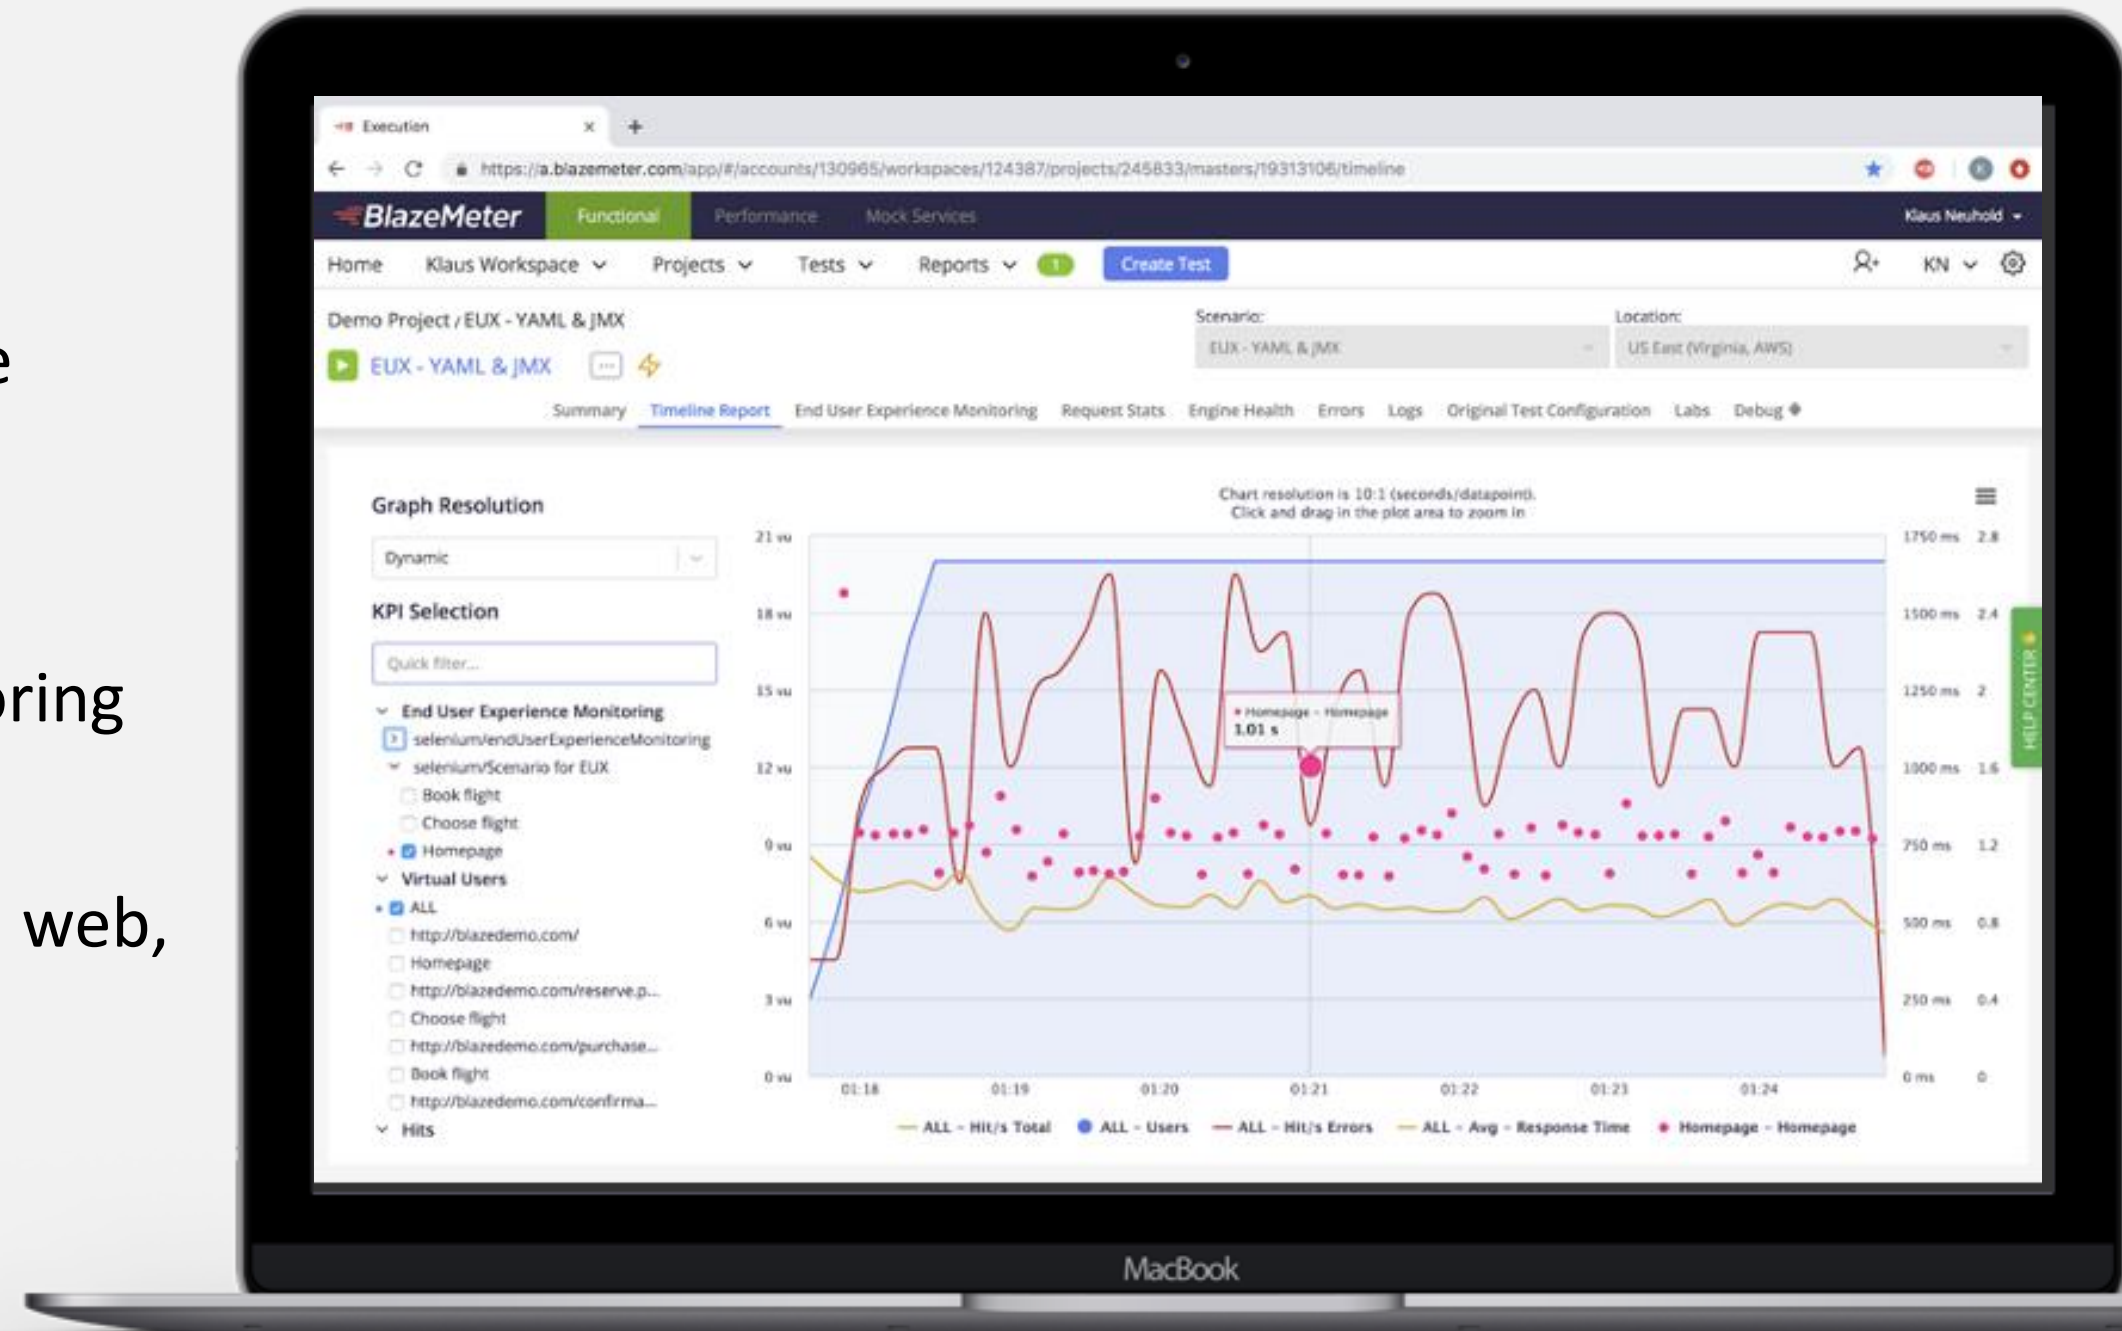 e
oring
web,
Execution
https://a.blazemeter.com/app/#/accounts/130965/workspaces/124387/projects/245833/masters/19313106/timeline
BlazeMeter Functional Performance Mock Services Klaus Neuhold
Home Klaus Workspace Projects Tests Reports 1 Create Test KN
Demo Project / EUX - YAML & JMX
Scenario: Location:
EUX - YAML & JMX US East (Virginia, AWS)
EUX - YAML & JMX
Summary Timeline Report End User Experience Monitoring Request Stats Engine Health Errors Logs Original Test Configuration Labs Debug
Graph Resolution
Dynamic
KPI Selection
Quick filter...
End User Experience Monitoring
selenium/endUserExperienceMonitoring
selenium/Scenario for EUX
Book flight
Choose flight
Homepage
Virtual Users
ALL
http://blazedemo.com/
Homepage
http://blazedemo.com/reserve.p...
Choose flight
http://blazedemo.com/purchase...
Book flight
http://blazedemo.com/confirma...
Hits
Chart resolution is 10:1 (seconds/datapoint).
Click and drag in the plot area to zoom in
21 vu 1750 ms 2.8
18 vu 1500 ms 2.4
15 vu 1250 ms 2
12 vu 1000 ms 1.6
9 vu 750 ms 1.2
6 vu 500 ms 0.8
3 vu 250 ms 0.4
0 vu 0 ms 0
Homepage - Homepage
1.01 s
01:18 01:19 01:20 01:21 01:22 01:23 01:24
ALL - Hit/s Total ALL - Users ALL - Hit/s Errors ALL - Avg - Response Time Homepage - Homepage
HELP CENTER
MacBook